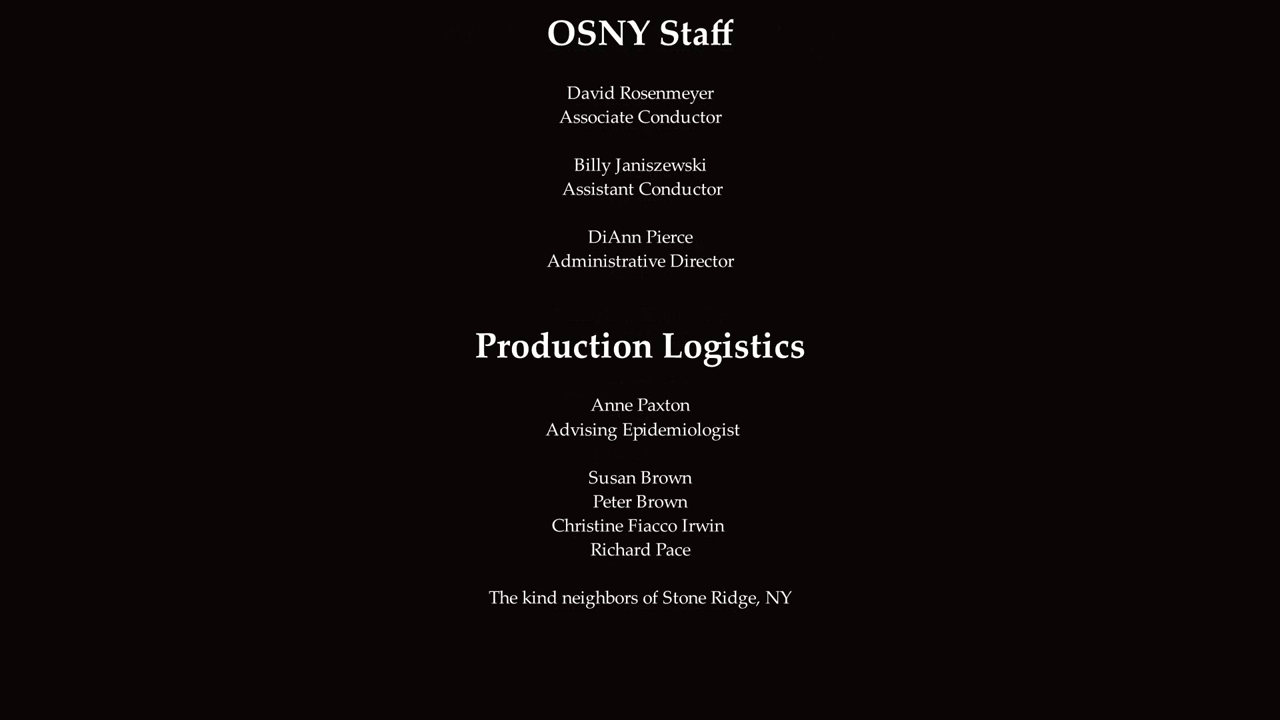 OSNY Staff
David Rosenmeyer
Associate Conductor
Billy Janiszewski
Assistant Conductor
DiAnn Pierce
Administrative Director
Production Logistics
Anne Paxton
Advising Epidemiologist
Susan Brown
Peter Brown
Christine Fiacco Irwin
Richard Pace
The kind neighbors of Stone Ridge, NY